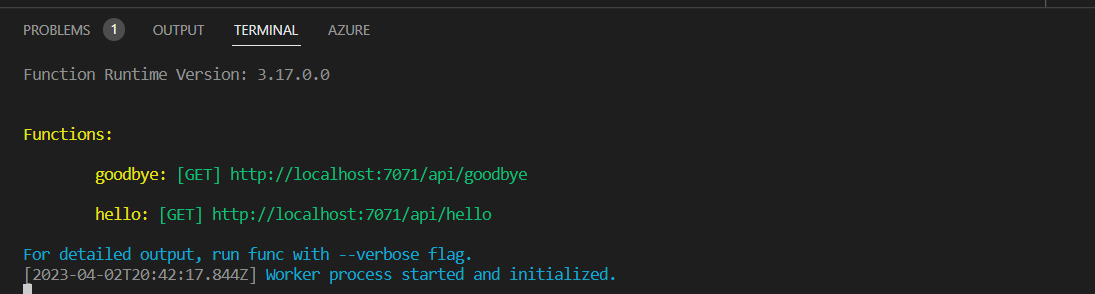 PROBLEMS 1 OUTPUT TERMINAL AZURE
Function Runtime Version: 3.17.0.0
Functions:
goodbye: [GET] http://localhost:7071/api/goodbye
hello: [GET] http://localhost:7071/api/hello
For detailed output, run func with --verbose flag.
[2023-04-02T20:42:17.844Z] Worker process started and initialized.